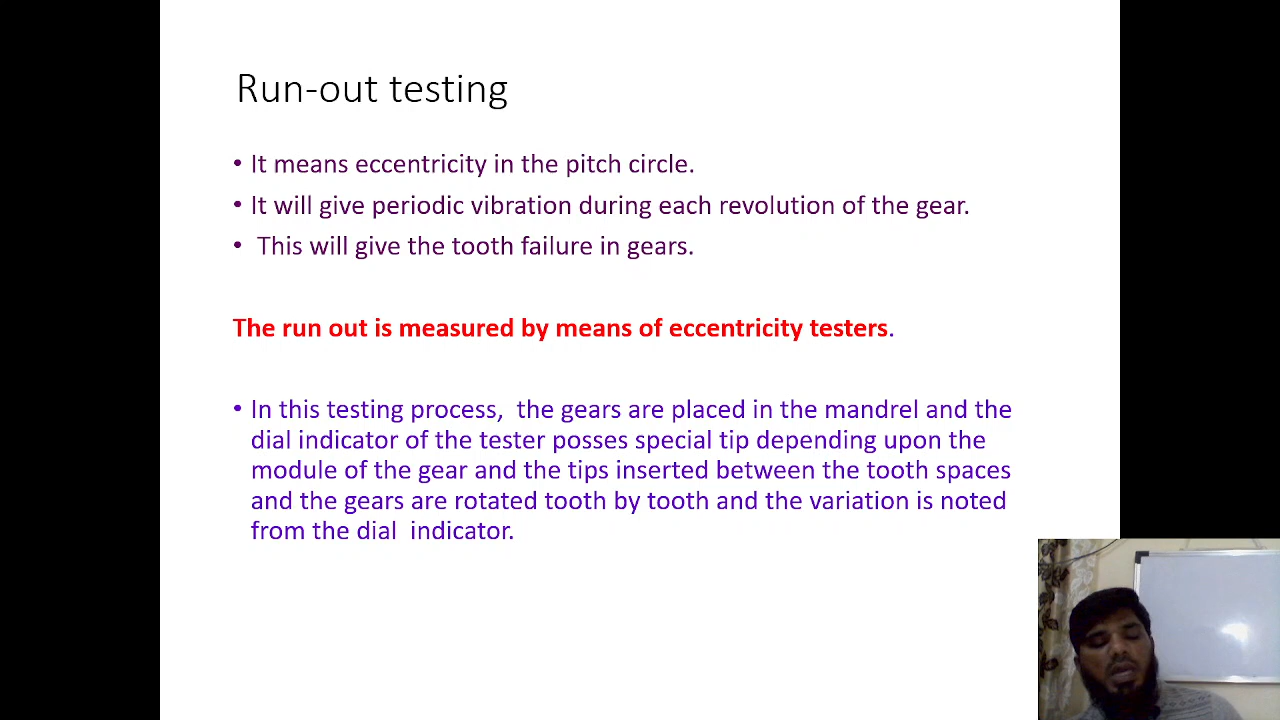 Run-out testing
• It means eccentricity in the pitch circle.
• It will give periodic vibration during each revolution of the gear.
• This will give the tooth failure in gears.
The run out is measured by means of eccentricity testers.
• In this testing process, the gears are placed in the mandrel and the
dial indicator of the tester posses special tip depending upon the
module of the gear and the tips inserted between the tooth spaces
and the gears are rotated tooth by tooth and the variation is noted
from the dial indicator.